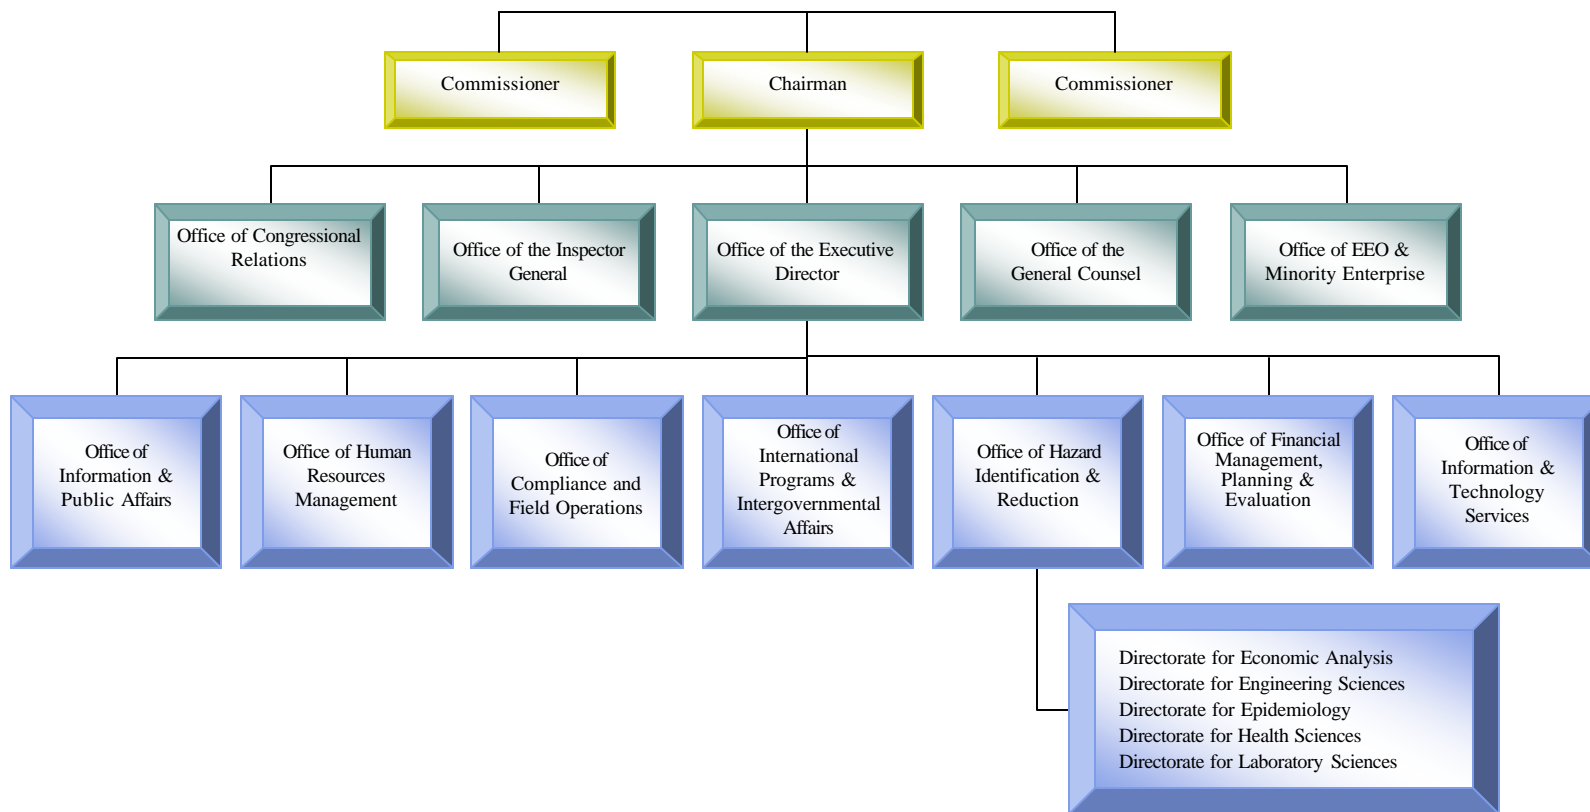 Commissioner
Chairman
Commissioner
Office of Congressional
Relations
Office of the Inspector
General
Office of the Executive
Director
Office of the
General Counsel
Office of EEO &
Minority Enterprise
Office of
Information &
Public Affairs
Office of Human
Resources
Management
Office of
Compliance and
Field Operations
Office of
International
Programs &
Intergovernmental
Affairs
Office of Hazard
Identification &
Reduction
Office of Financial
Management,
Planning &
Evaluation
Office of
Information &
Technology
Services
Directorate for Economic Analysis
Directorate for Engineering Sciences
Directorate for Epidemiology
Directorate for Health Sciences
Directorate for Laboratory Sciences